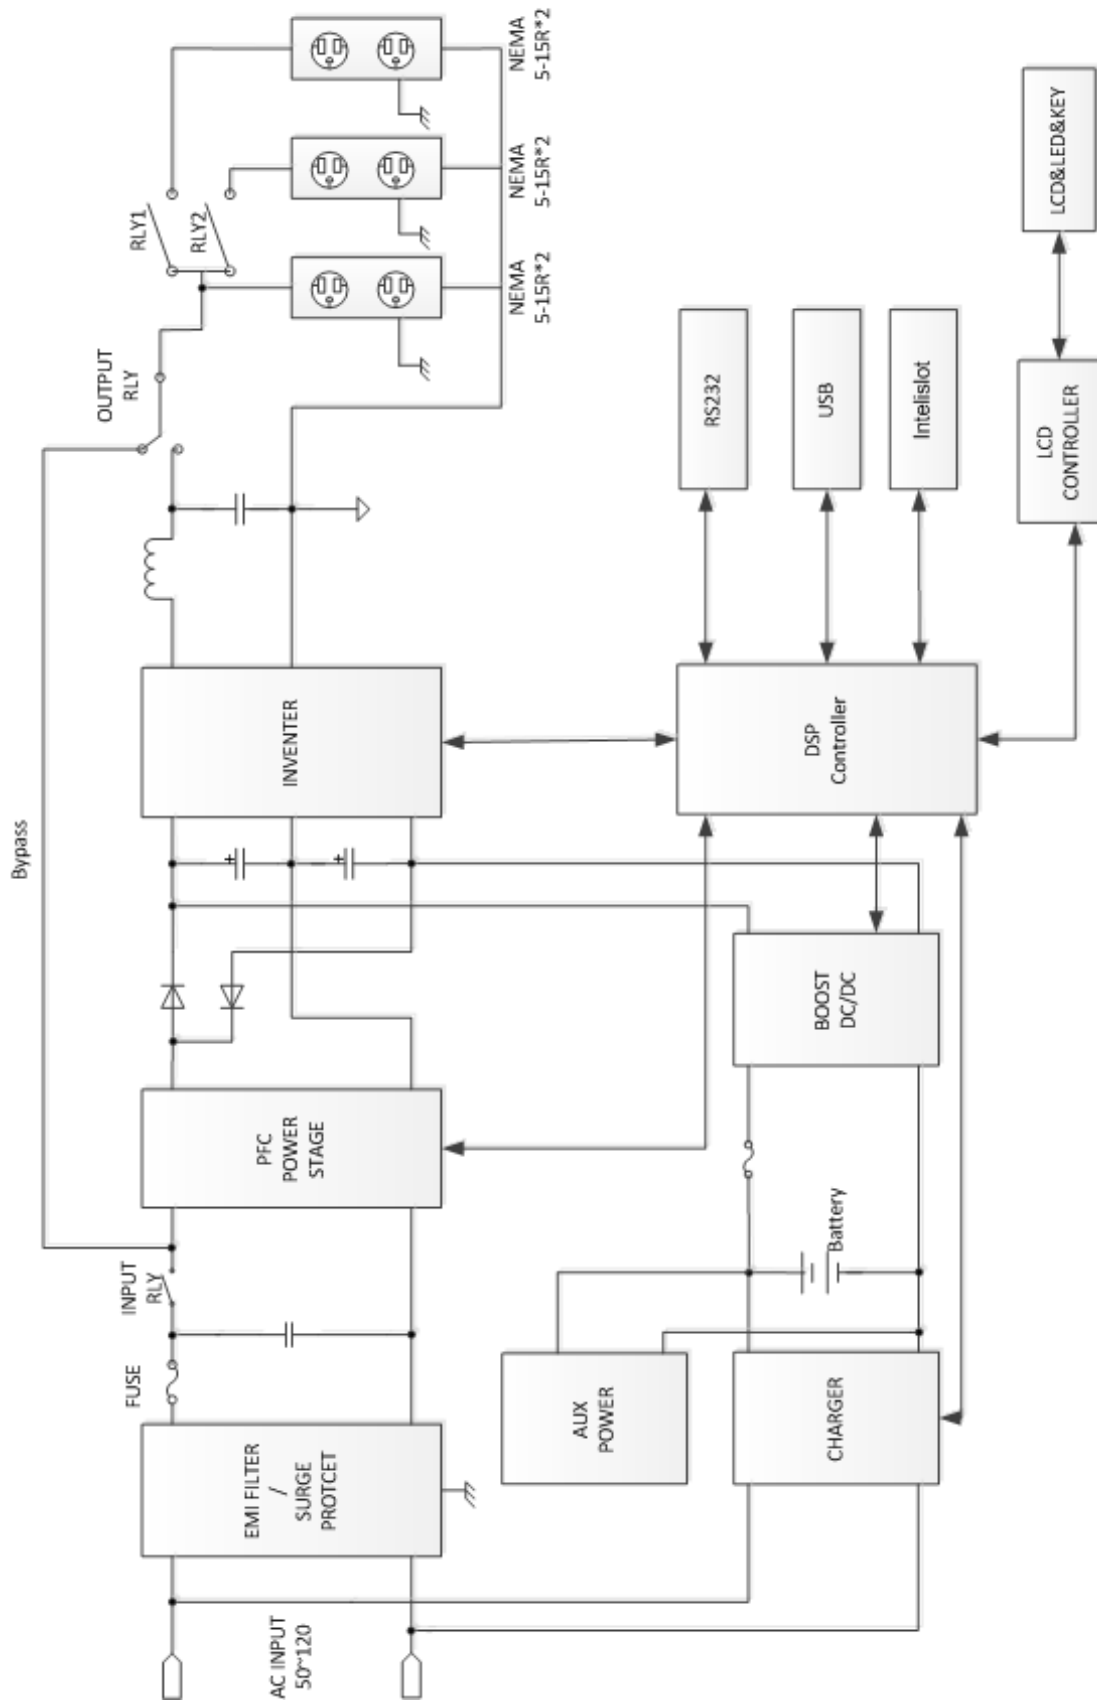 Bypass
AC INPUT
50~120
EMI FILTER
/
SURGE
PROTCET
FUSE
INPUT
RLY
PFC
POWER
STAGE
INVENTER
OUTPUT
RLY
RLY1
RLY2
NEMA
5-15R*2
NEMA
5-15R*2
NEMA
5-15R*2
AUX
POWER
CHARGER
Battery
BOOST
DC/DC
DSP
Controller
RS232
USB
Intelislot
LCD
CONTROLLER
LCD&LED&KEY